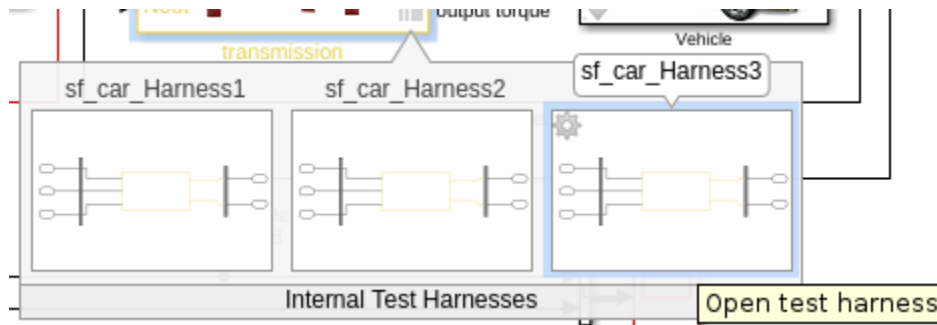 output torque
Vehicle
transmission
sf_car_Harness1
sf_car_Harness2
sf_car_Harness3
Internal Test Harnesses
Open test harness